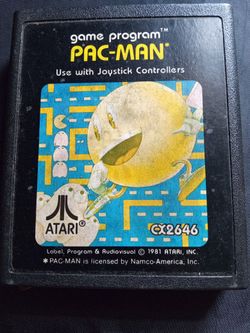 game program™
PAC-MAN*
Use with Joystick Controllers
ATARI®
CX2646
Label, Program & Audiovisual © 1981 ATARI, INC.
* PAC-MAN is licensed by Namco-America, Inc.